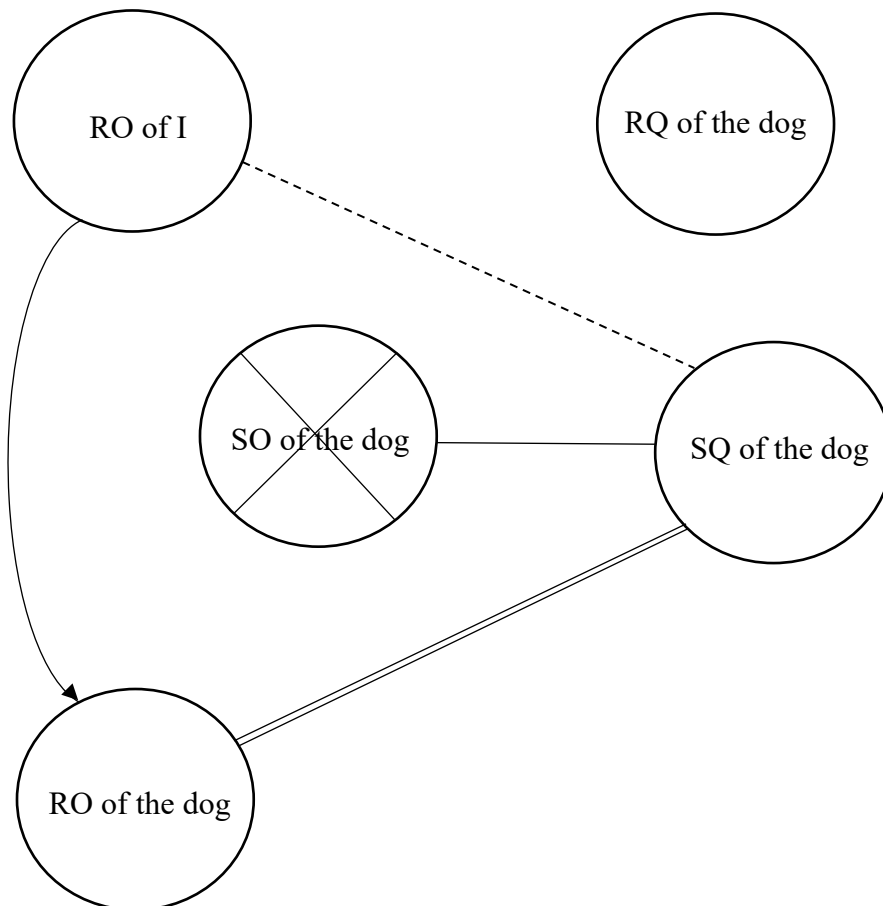 RO of I
RQ of the dog
SO of the dog
SQ of the dog
RO of the dog